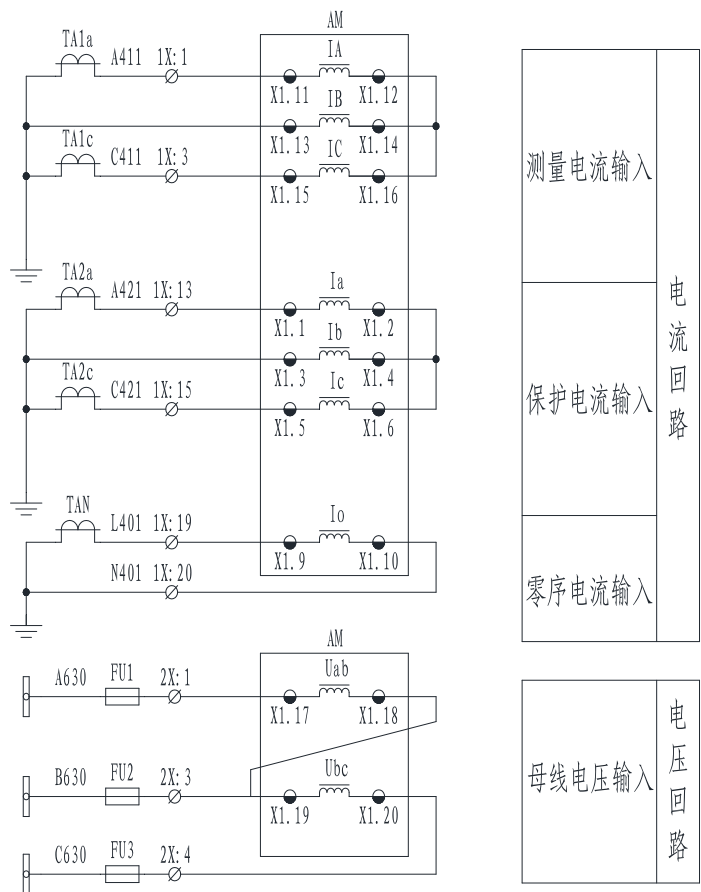 AM
TA1a A411 1X:1 IA
X1.11 X1.12
IB
X1.13 X1.14
TA1c C411 1X:3 IC
X1.15 X1.16
测量电流输入
TA2a A421 1X:13 Ia
X1.1 X1.2
Ib
X1.3 X1.4
TA2c C421 1X:15 Ic
X1.5 X1.6
保护电流输入
电流回路
TAN L401 1X:19 Io
X1.9 X1.10
N401 1X:20
零序电流输入
AM
A630 FU1 2X:1 Uab
X1.17 X1.18
B630 FU2 2X:3 Ubc
X1.19 X1.20
母线电压输入
电压回路
C630 FU3 2X:4